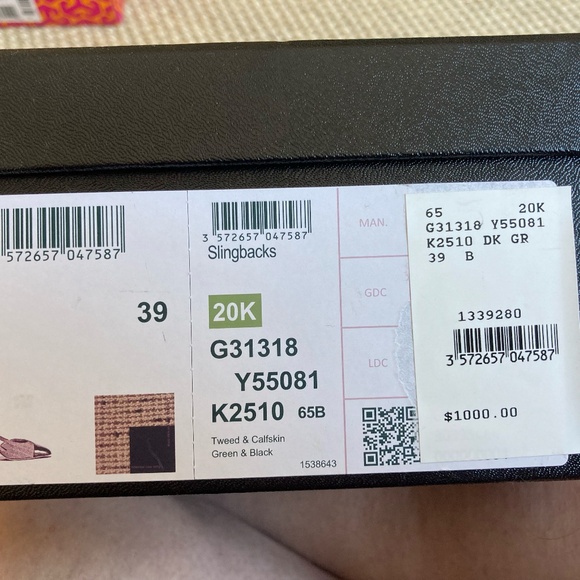 572657 047587
39
3 572657 047587
Slingbacks
20K
G31318
Y55081
K2510 65B
Tweed & Calfskin
Green & Black
1538643
MAN.
GDC
LDC
65 20K
G31318 Y55081
K2510 DK GR
39 B
1339280
3 572657 047587
$1000.00